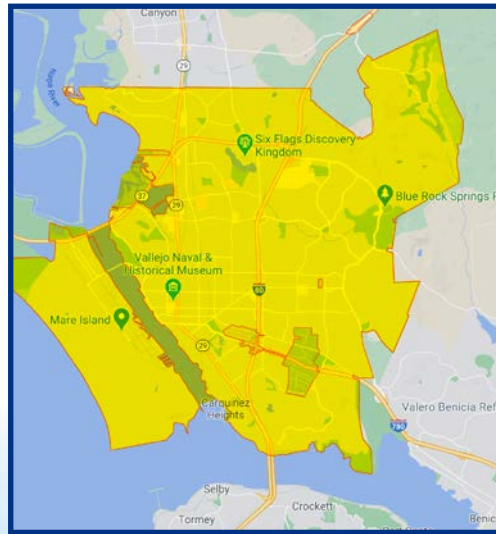 Canyon
29
Napa River
Six Flags Discovery
Kingdom
37
29
Blue Rock Springs P
Vallejo Naval &
Historical Museum
80
Mare Island
29
Carquinez
Heights
Valero Benicia Ref
780
Selby
Crockett
Tormey
Benic